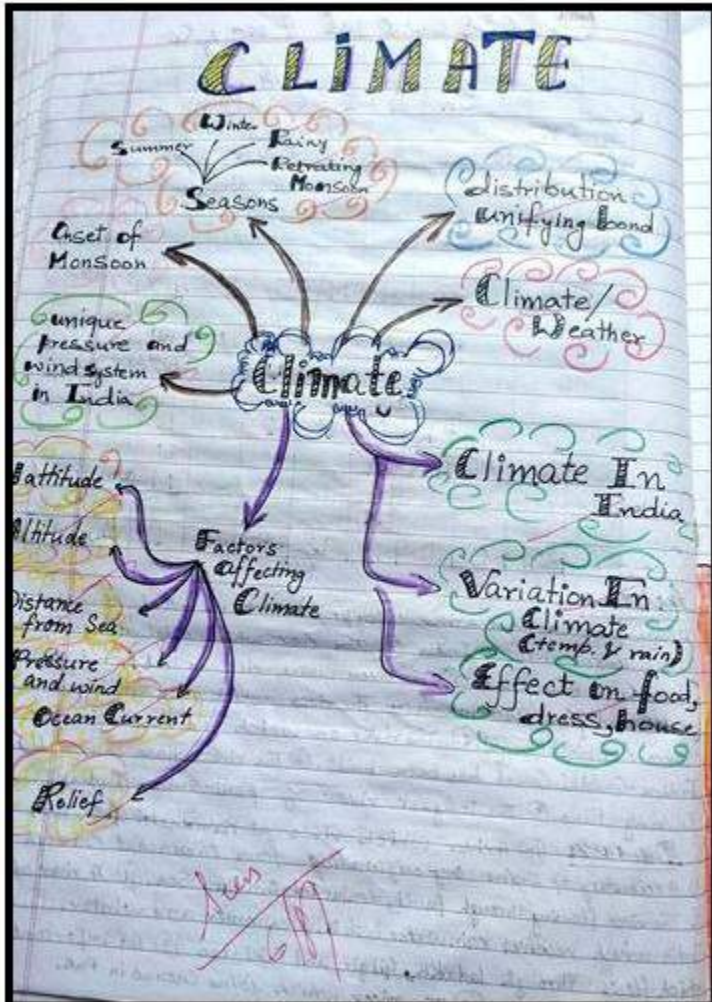 CLIMATE
Winter
Summer
Rainy
Retreating
Monsoon
Seasons
distribution
unifying bond
Onset of
Monsoon
Climate/
Weather
unique
pressure and
wind system
in India
Climate
Climate In
India
lattitude
Altitude
Factors
affecting
Climate
Distance
from Sea
Variation In
Climate
(temp. & rain)
Pressure
and wind
Effect on food,
dress, house
Ocean Current
Relief
Seen